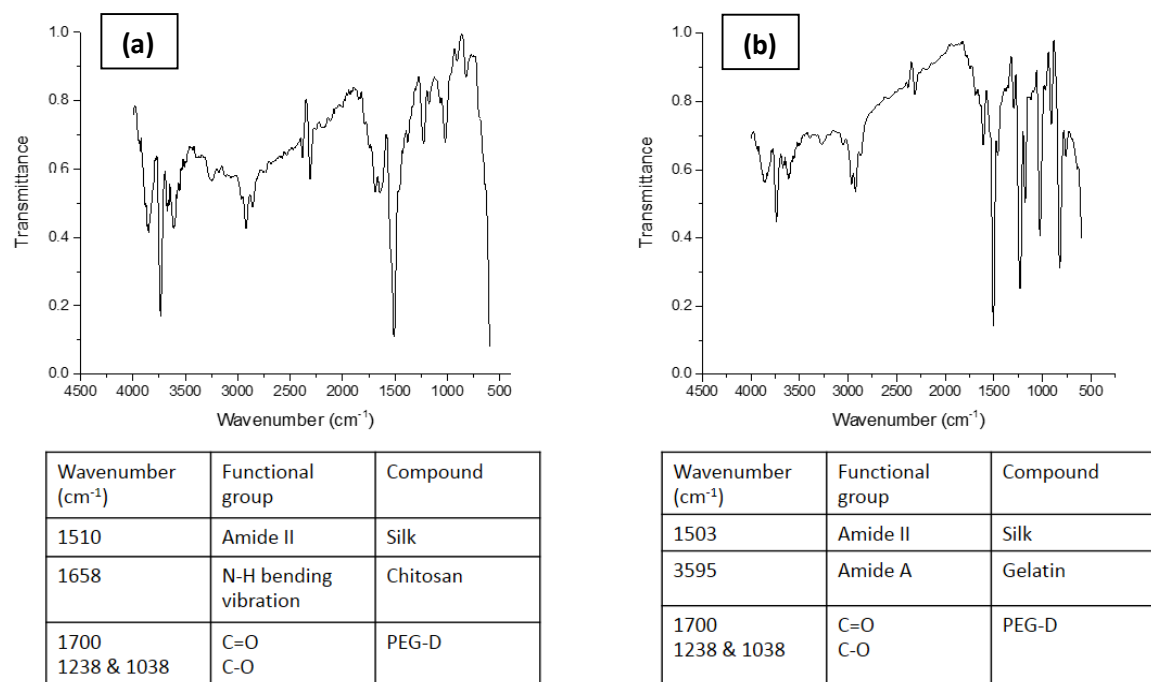 (a)
1.0
0.8
0.6
0.4
0.2
0.0
Transmittance
4500 4000 3500 3000 2500 2000 1500 1000 500
Wavenumber (cm-1)
Wavenumber (cm-1) Functional group Compound
1510 Amide II Silk
1658 N-H bending vibration Chitosan
1700 C=O PEG-D
1238 & 1038 C-O
(b)
1.0
0.8
0.6
0.4
0.2
0.0
Transmittance
4500 4000 3500 3000 2500 2000 1500 1000 500
Wavenumber (cm-1)
Wavenumber (cm-1) Functional group Compound
1503 Amide II Silk
3595 Amide A Gelatin
1700 C=O PEG-D
1238 & 1038 C-O